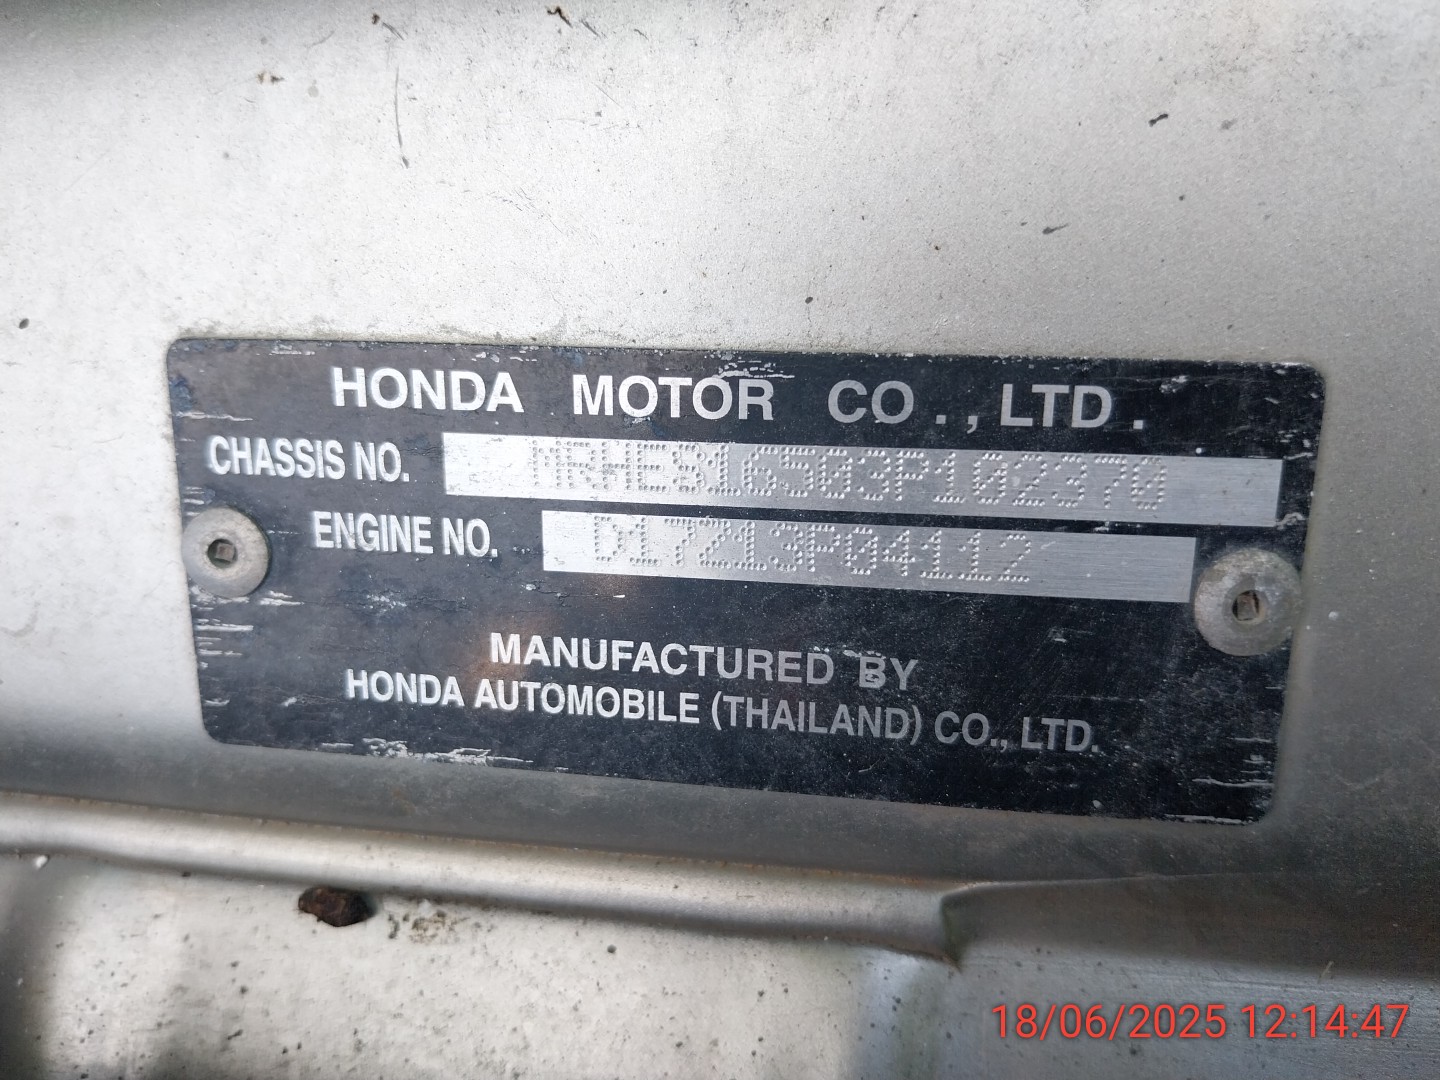 HONDA MOTOR CO., LTD.
CHASSIS NO. MRHES16503P102370
ENGINE NO. D17Z13P04112
MANUFACTURED BY
HONDA AUTOMOBILE (THAILAND) CO., LTD.
18/06/2025 12:14:47